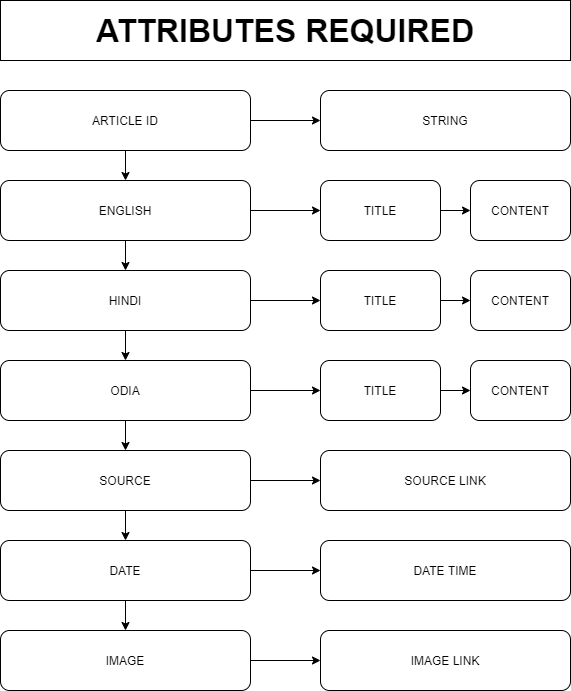 ATTRIBUTES REQUIRED
ARTICLE ID
STRING
ENGLISH
TITLE
CONTENT
HINDI
TITLE
CONTENT
ODIA
TITLE
CONTENT
SOURCE
SOURCE LINK
DATE
DATE TIME
IMAGE
IMAGE LINK